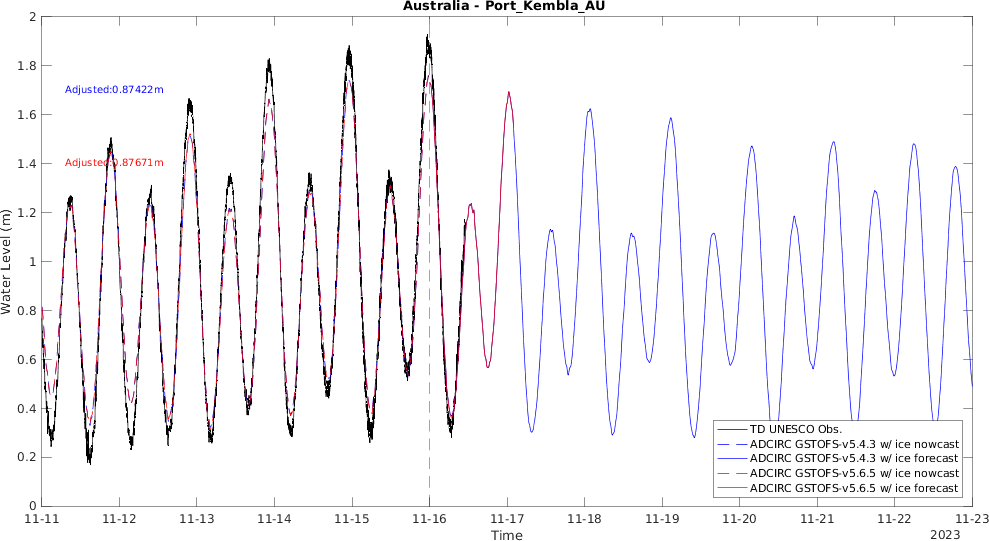 Australia - Port_Kembla_AU
2
1.8
1.6
1.4
1.2
1
0.8
0.6
0.4
0.2
0
Water Level (m)
Adjusted:0.87422m
Adjusted:0.87671m
TD UNESCO Obs.
ADCIRC GSTOFS-v5.4.3 w/ ice nowcast
ADCIRC GSTOFS-v5.4.3 w/ ice forecast
ADCIRC GSTOFS-v5.6.5 w/ ice nowcast
ADCIRC GSTOFS-v5.6.5 w/ ice forecast
11-11 11-12 11-13 11-14 11-15 11-16 11-17 11-18 11-19 11-20 11-21 11-22 11-23
Time
2023